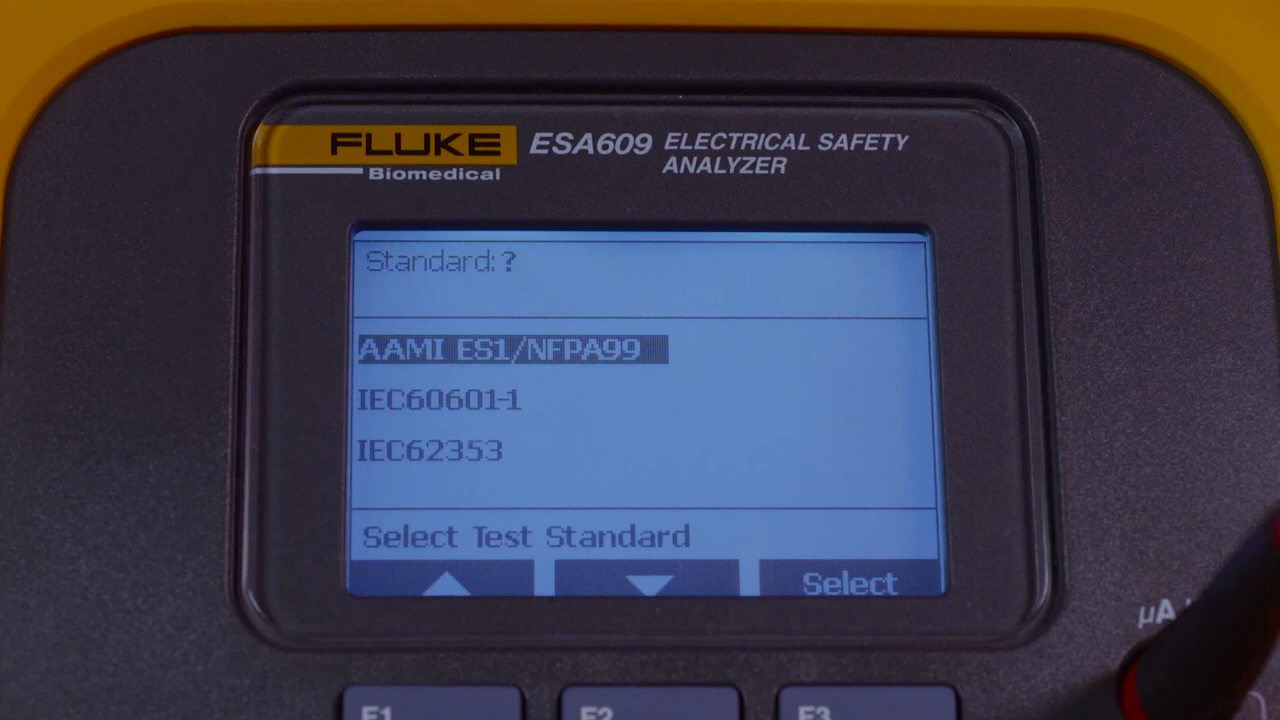 FLUKE
Biomedical
ESA609 ELECTRICAL SAFETY
ANALYZER
Standard: ?
AAMI ES1/NFPA99
IEC60601-1
IEC62353
Select Test Standard
Select
µA
F1 F2 F3